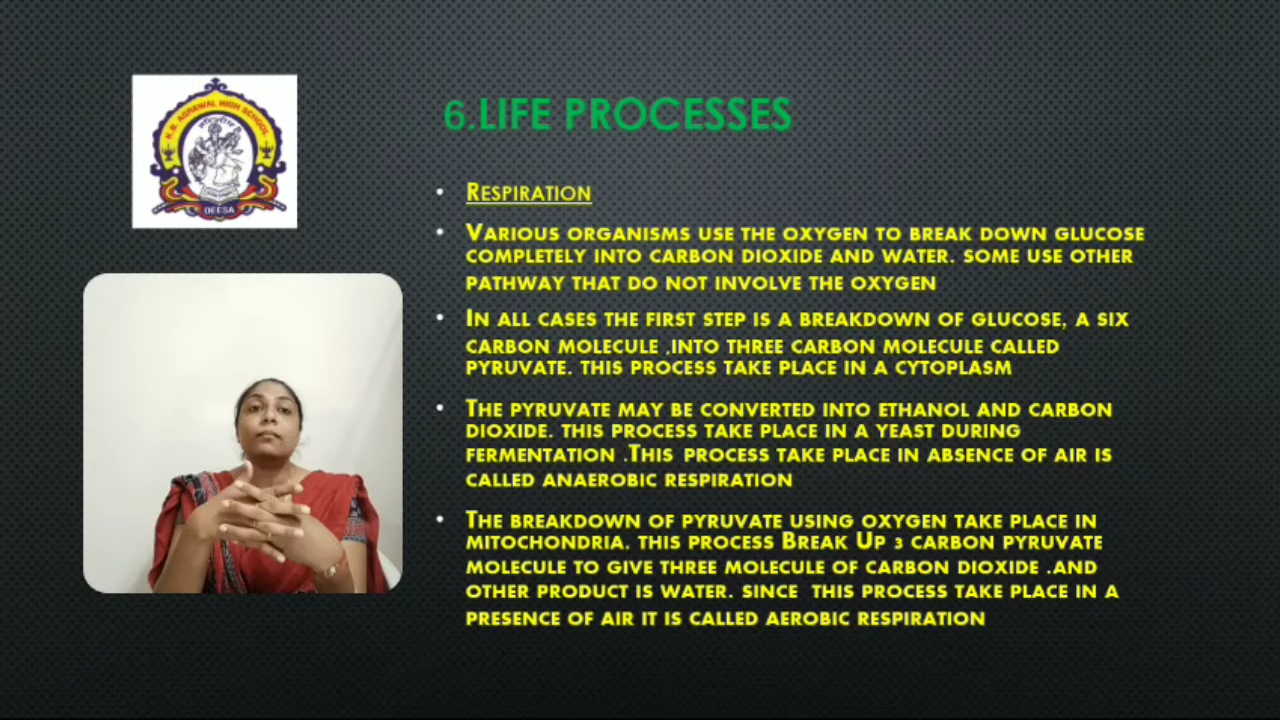 K.B. AGRAWAL HIGH SCHOOL
DEESA
6.LIFE PROCESSES
• RESPIRATION
• VARIOUS ORGANISMS USE THE OXYGEN TO BREAK DOWN GLUCOSE
COMPLETELY INTO CARBON DIOXIDE AND WATER. SOME USE OTHER
PATHWAY THAT DO NOT INVOLVE THE OXYGEN
• IN ALL CASES THE FIRST STEP IS A BREAKDOWN OF GLUCOSE, A SIX
CARBON MOLECULE ,INTO THREE CARBON MOLECULE CALLED
PYRUVATE. THIS PROCESS TAKE PLACE IN A CYTOPLASM
• THE PYRUVATE MAY BE CONVERTED INTO ETHANOL AND CARBON
DIOXIDE. THIS PROCESS TAKE PLACE IN A YEAST DURING
FERMENTATION .THIS PROCESS TAKE PLACE IN ABSENCE OF AIR IS
CALLED ANAEROBIC RESPIRATION
• THE BREAKDOWN OF PYRUVATE USING OXYGEN TAKE PLACE IN
MITOCHONDRIA. THIS PROCESS BREAK UP 3 CARBON PYRUVATE
MOLECULE TO GIVE THREE MOLECULE OF CARBON DIOXIDE .AND
OTHER PRODUCT IS WATER. SINCE THIS PROCESS TAKE PLACE IN A
PRESENCE OF AIR IT IS CALLED AEROBIC RESPIRATION